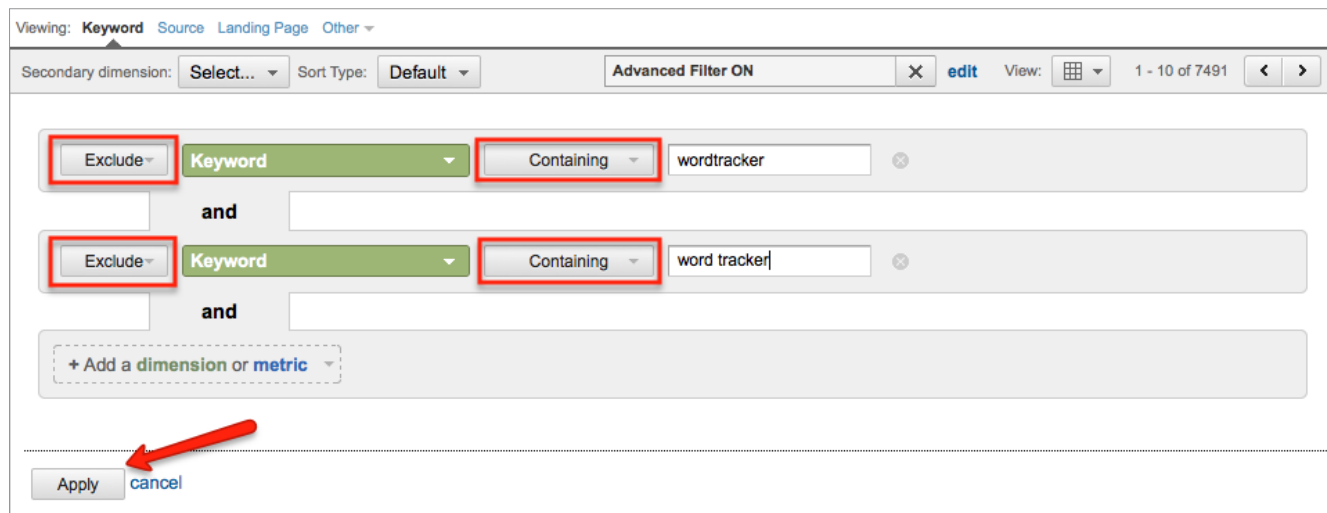 Viewing: Keyword Source Landing Page Other
Secondary dimension: Select... Sort Type: Default Advanced Filter ON edit View: 1 - 10 of 7491
Exclude Keyword Containing wordtracker
and
Exclude Keyword Containing word tracker
and
+ Add a dimension or metric
Apply cancel